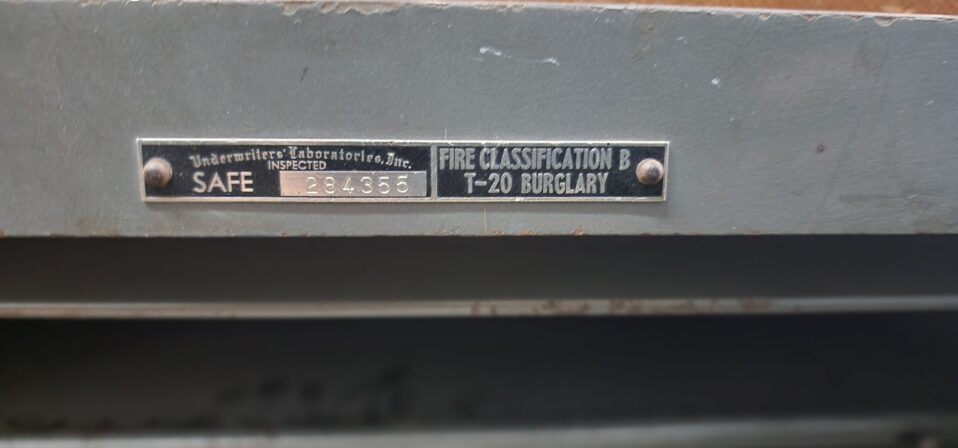 Underwriters' Laboratories, Inc.
INSPECTED
SAFE 284355
FIRE CLASSIFICATION B
T-20 BURGLARY